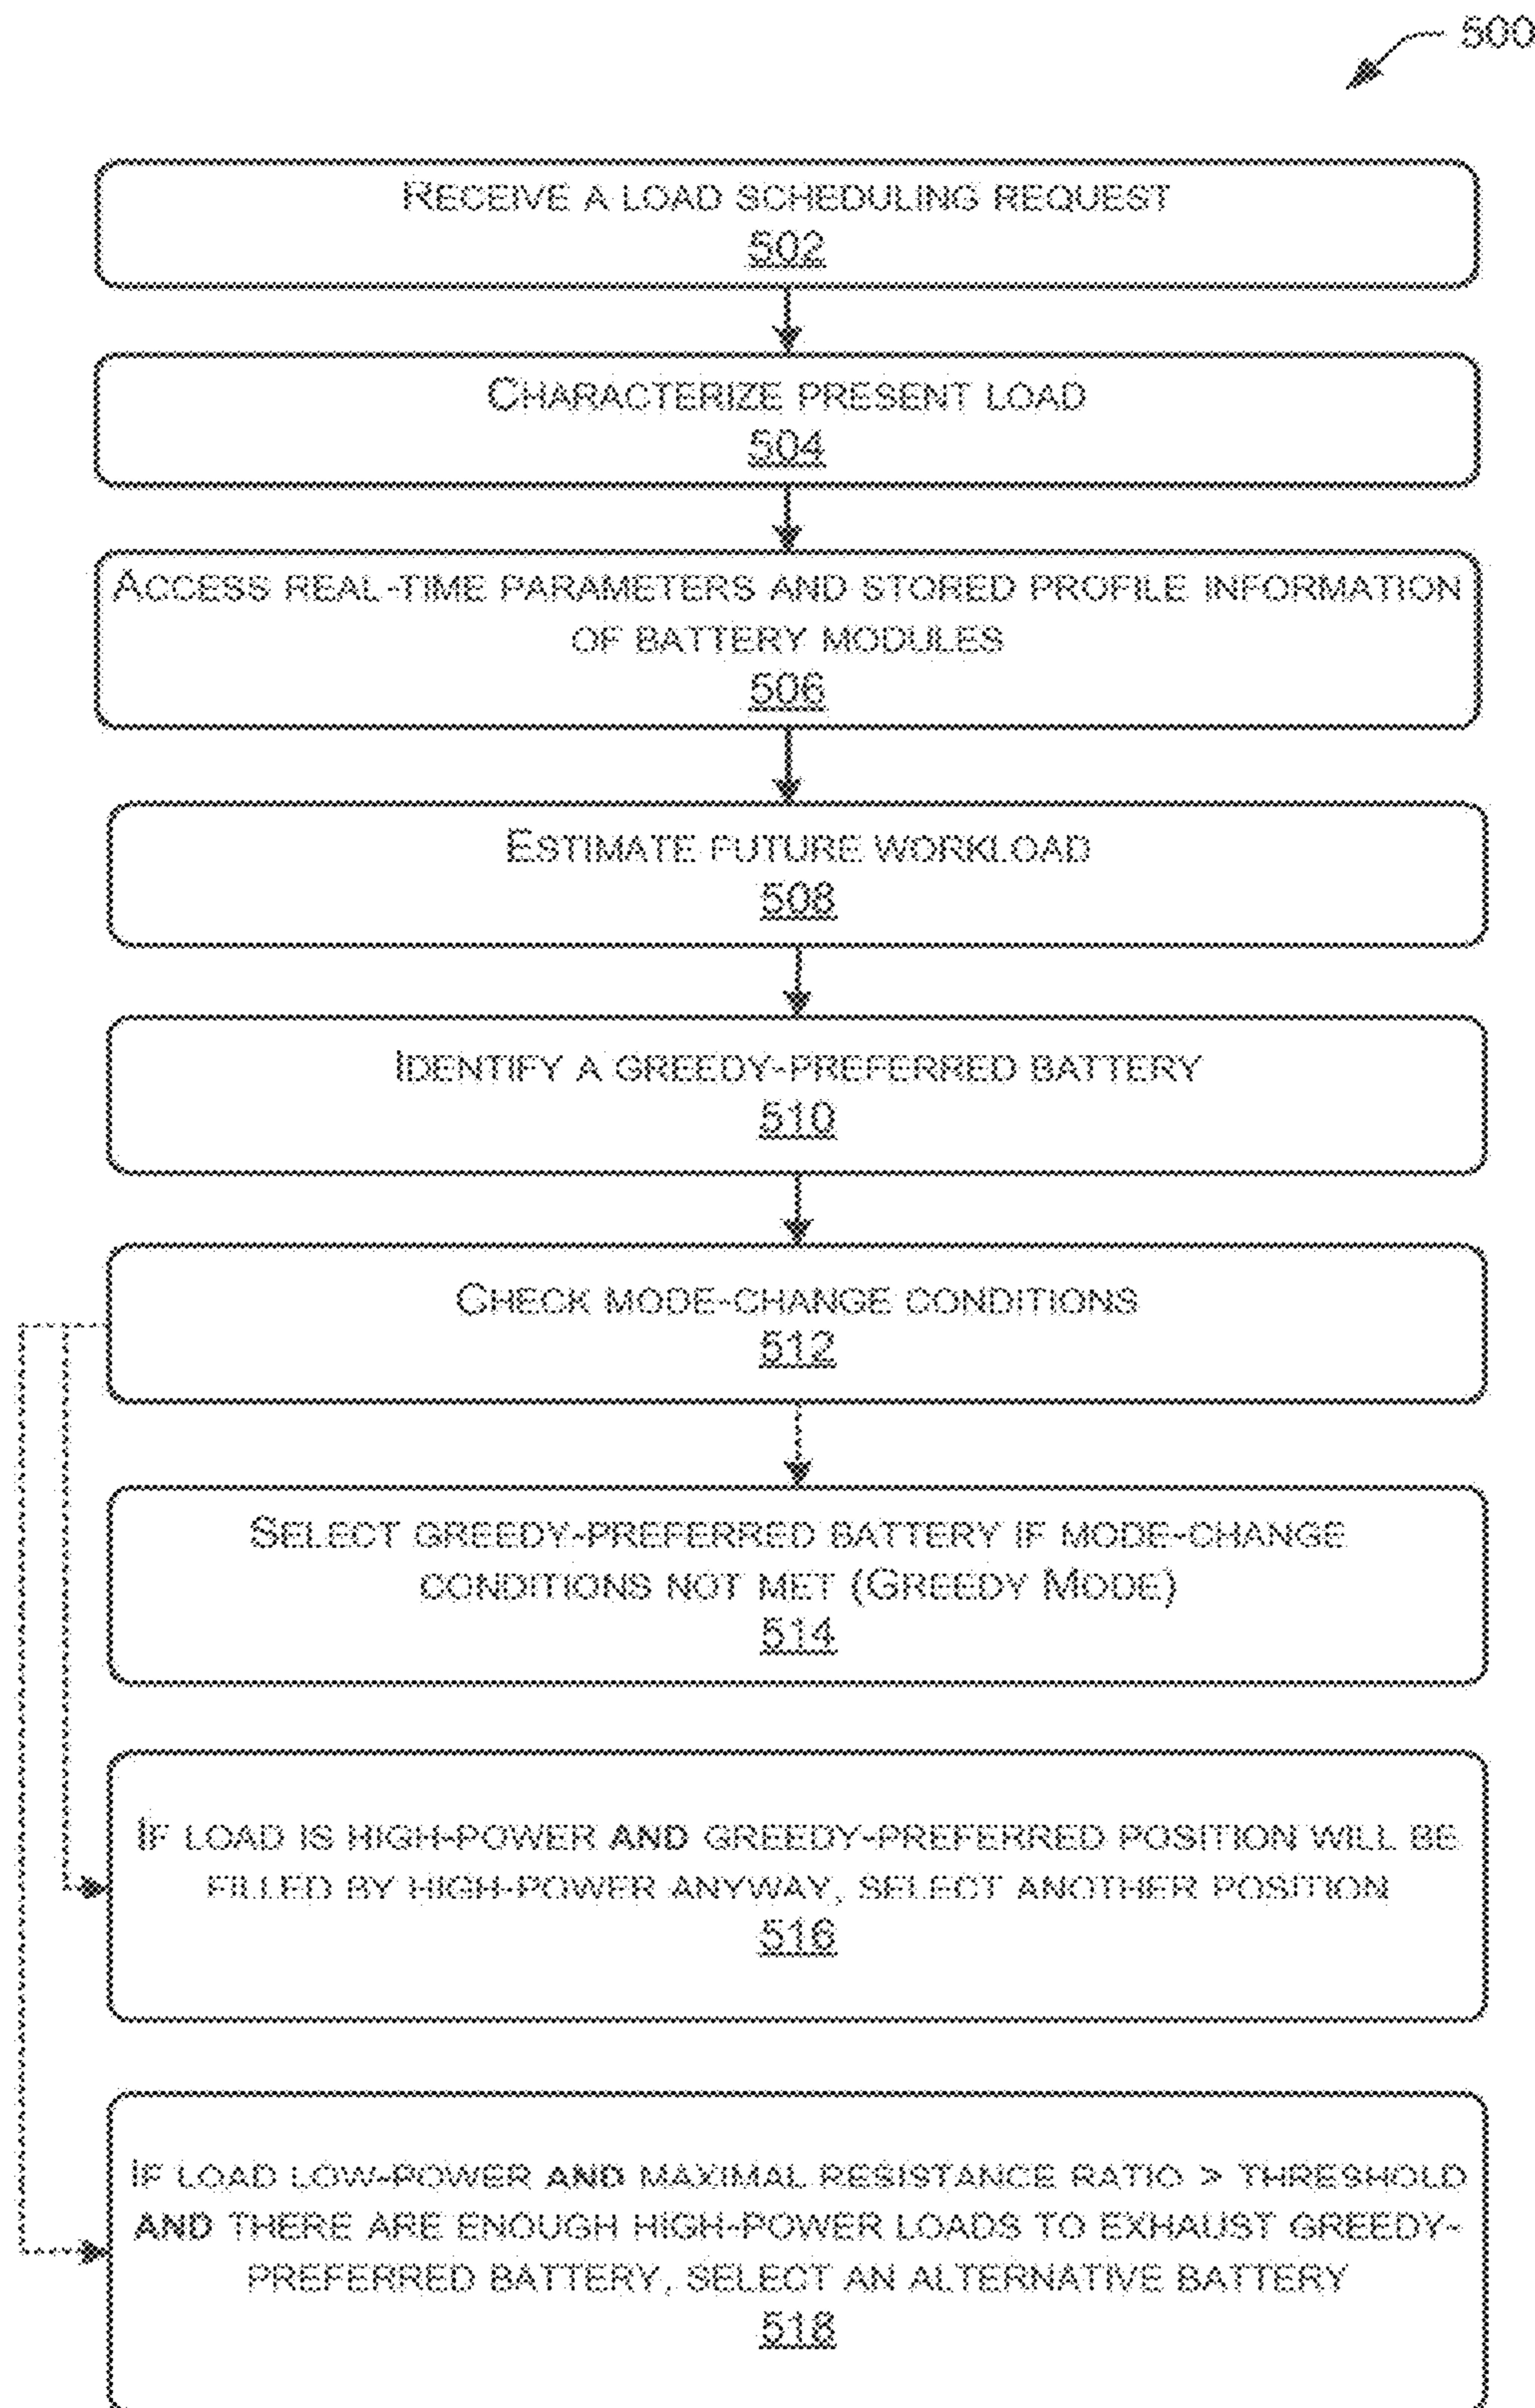 500
RECEIVE A LOAD SCHEDULING REQUEST
502
CHARACTERIZE PRESENT LOAD
504
ACCESS REAL-TIME PARAMETERS AND STORED PROFILE INFORMATION
OF BATTERY MODULES
506
ESTIMATE FUTURE WORKLOAD
508
IDENTIFY A GREEDY-PREFERRED BATTERY
510
CHECK MODE-CHANGE CONDITIONS
512
SELECT GREEDY-PREFERRED BATTERY IF MODE-CHANGE
CONDITIONS NOT MET (GREEDY MODE)
514
IF LOAD IS HIGH-POWER AND GREEDY-PREFERRED POSITION WILL BE
FILLED BY HIGH-POWER ANYWAY, SELECT ANOTHER POSITION
516
IF LOAD LOW-POWER AND MAXIMAL RESISTANCE RATIO > THRESHOLD
AND THERE ARE ENOUGH HIGH-POWER LOADS TO EXHAUST GREEDY-
PREFERRED BATTERY, SELECT AN ALTERNATIVE BATTERY
518